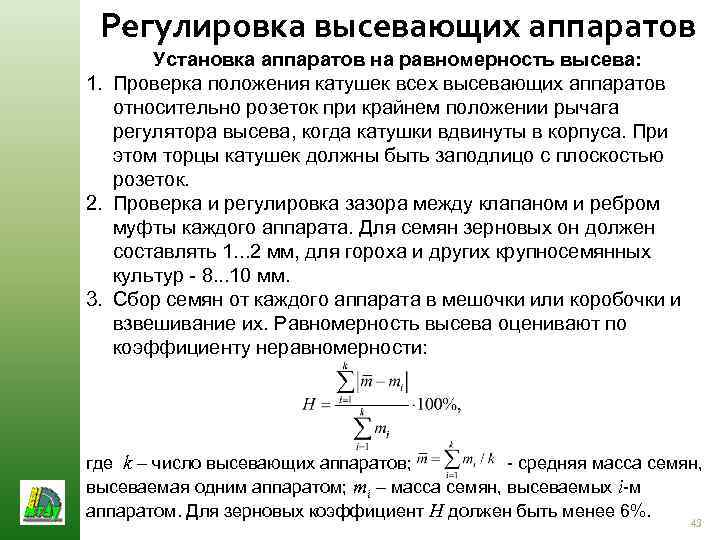 Регулировка высевающих аппаратов
Установка аппаратов на равномерность высева:
1. Проверка положения катушек всех высевающих аппаратов
относительно розеток при крайнем положении рычага
регулятора высева, когда катушки вдвинуты в корпуса. При
этом торцы катушек должны быть заподлицо с плоскостью
розеток.
2. Проверка и регулировка зазора между клапаном и ребром
муфты каждого аппарата. Для семян зерновых он должен
составлять 1...2 мм, для гороха и других крупносемянных
культур - 8...10 мм.
3. Сбор семян от каждого аппарата в мешочки или коробочки и
взвешивание их. Равномерность высева оценивают по
коэффициенту неравномерности:
H = \frac{\sum_{i=1}^{k} |\overline{m} - m_i|}{\sum_{i=1}^{k} m_i} \cdot 100\%,
где k – число высевающих аппаратов; \overline{m} = \sum_{i=1}^{k} m_i / k - средняя масса семян,
высеваемая одним аппаратом; m_i – масса семян, высеваемых i-м
аппаратом. Для зерновых коэффициент H должен быть менее 6%.
43